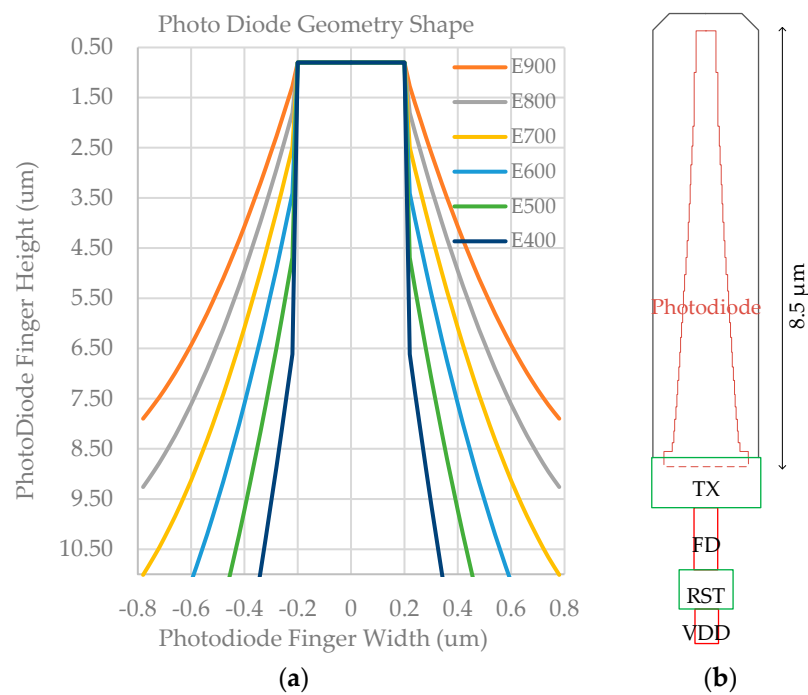 Photo Diode Geometry Shape
PhotoDiode Finger Height (um)
0.50
1.50
2.50
3.50
4.50
5.50
6.50
7.50
8.50
9.50
10.50
E900
E800
E700
E600
E500
E400
-0.8 -0.6 -0.4 -0.2 0 0.2 0.4 0.6 0.8
Photodiode Finger Width (um)
(a)
Photodiode
8.5 μm
TX
FD
RST
VDD
(b)